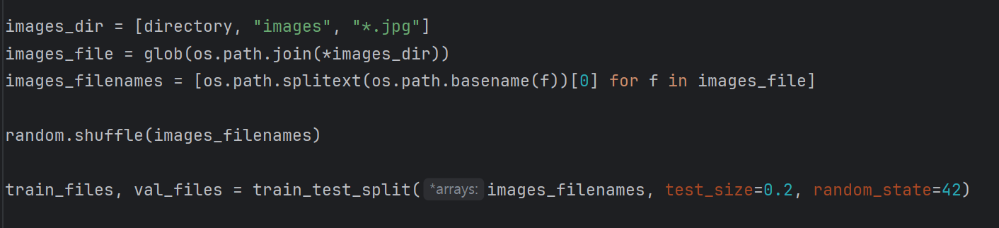 images_dir = [directory, "images", "*.jpg"]
images_file = glob(os.path.join(*images_dir))
images_filenames = [os.path.splitext(os.path.basename(f))[0] for f in images_file]
random.shuffle(images_filenames)
train_files, val_files = train_test_split( *arrays: images_filenames, test_size=0.2, random_state=42)